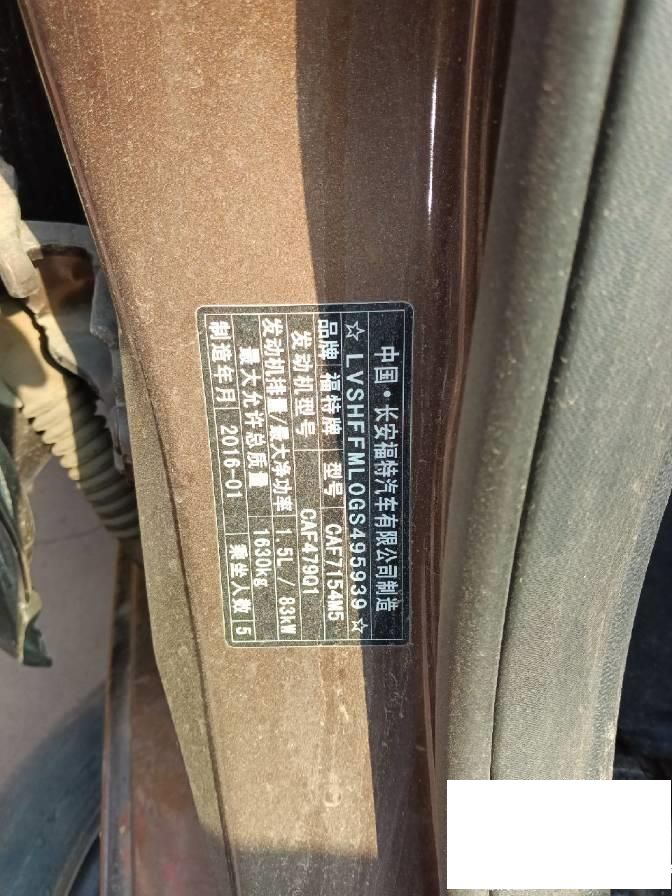 中国·长安福特汽车有限公司制造
☆LVSHFFML0GS495939☆
品牌 福特牌 型号 CAF7154M5
发动机型号 CAF479Q1
发动机排量/最大净功率 1.5L / 83kW
最大允许总质量 1630kg
制造年月 2016-01 乘坐人数 5